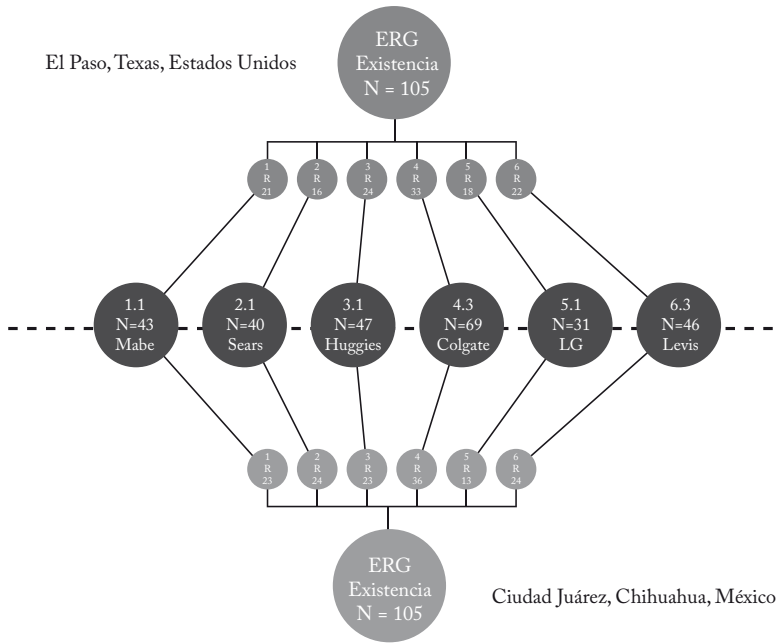 El Paso, Texas, Estados Unidos
ERG
Existencia
N = 105
1
R
21
2
R
16
3
R
24
4
R
33
5
R
18
6
R
22
1.1
N=43
Mabe
2.1
N=40
Sears
3.1
N=47
Huggies
4.3
N=69
Colgate
5.1
N=31
LG
6.3
N=46
Levis
1
R
23
2
R
24
3
R
23
4
R
36
5
R
13
6
R
24
ERG
Existencia
N = 105
Ciudad Juárez, Chihuahua, México